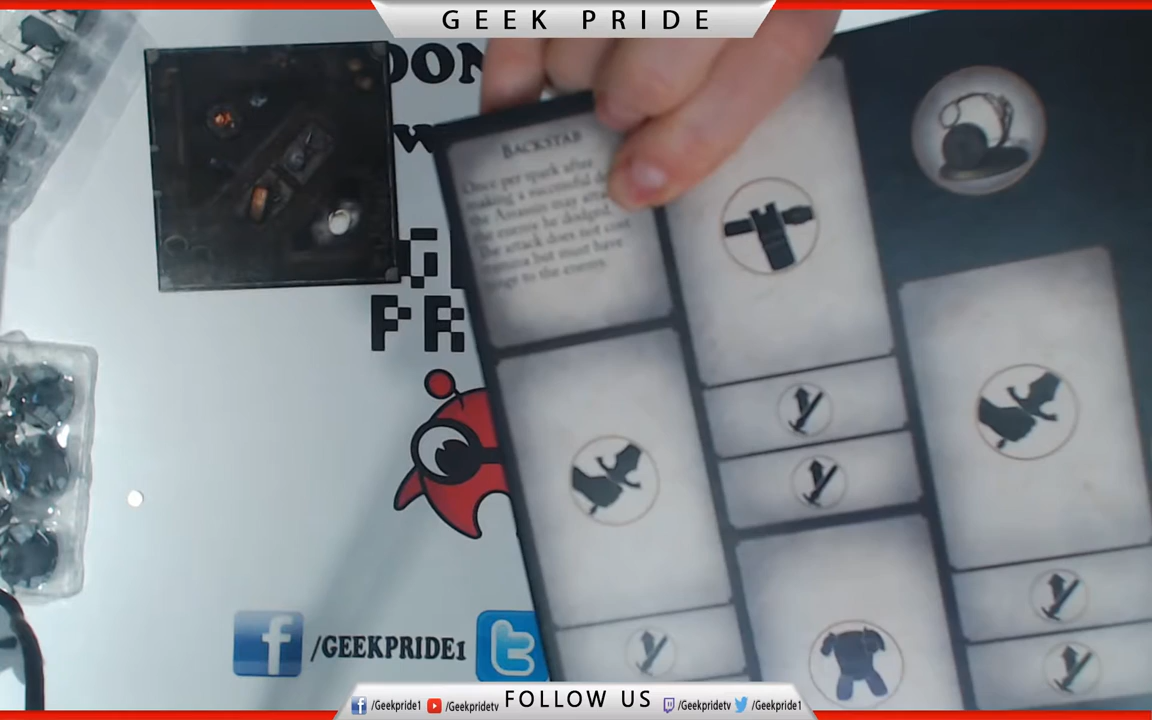 GEEK PRIDE
BACKSTAB
Once per spark after
making a successful
the Assassin may
the enemy he dodged.
The attack does not cost
stamina but must have
range to the enemy.
/GEEKPRIDE1
/Geekpride1 /Geekpridetv FOLLOW US /Geekpridetv /Geekpride1